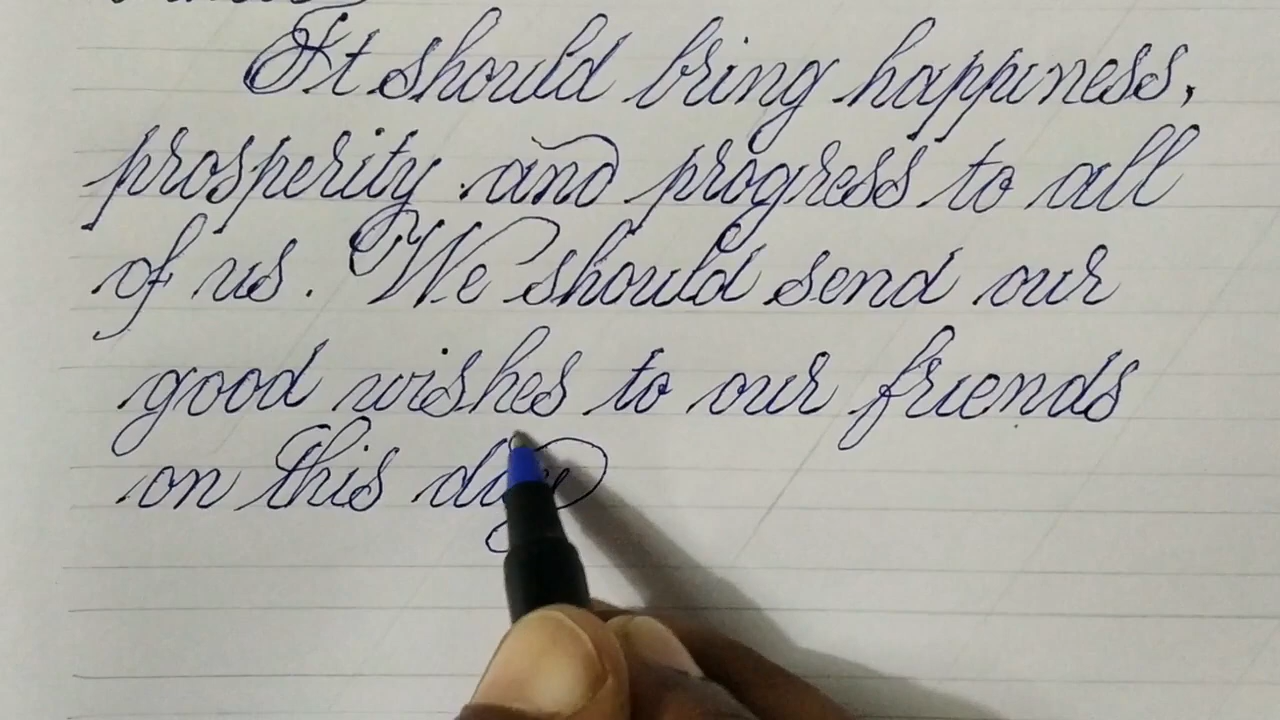 It should bring happiness,
prosperity and progress to all
of us. We should send our
good wishes to our friends
on this day